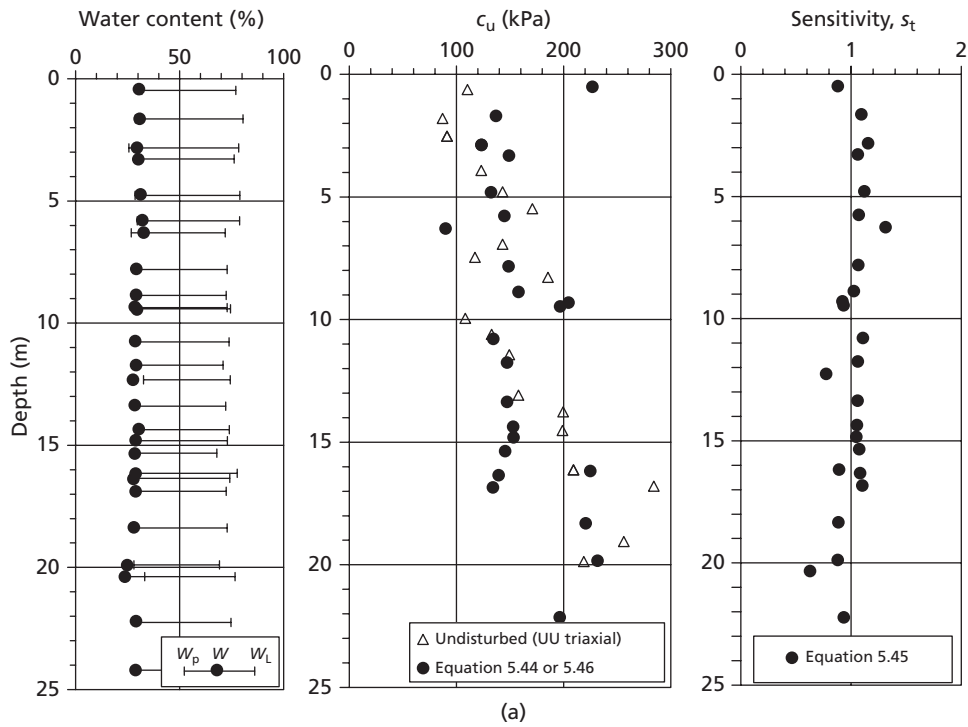 Water content (%)
0 50 100
0
5
10
15
20
25
Depth (m)
Wp W WL
cu (kPa)
0 100 200 300
0
5
10
15
20
25
Undisturbed (UU triaxial)
Equation 5.44 or 5.46
Sensitivity, st
0 1 2
0
5
10
15
20
25
Equation 5.45
(a)